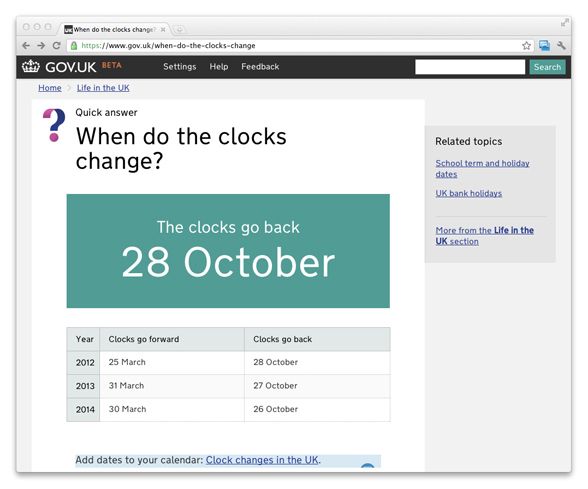 When do the clocks change?
https://www.gov.uk/when-do-the-clocks-change
GOV.UK BETA Settings Help Feedback Search
Home Life in the UK
Quick answer
?
When do the clocks
change?
The clocks go back
28 October
Year Clocks go forward Clocks go back
2012 25 March 28 October
2013 31 March 27 October
2014 30 March 26 October
Add dates to your calendar: Clock changes in the UK.
Related topics
School term and holiday
dates
UK bank holidays
More from the Life in the
UK section